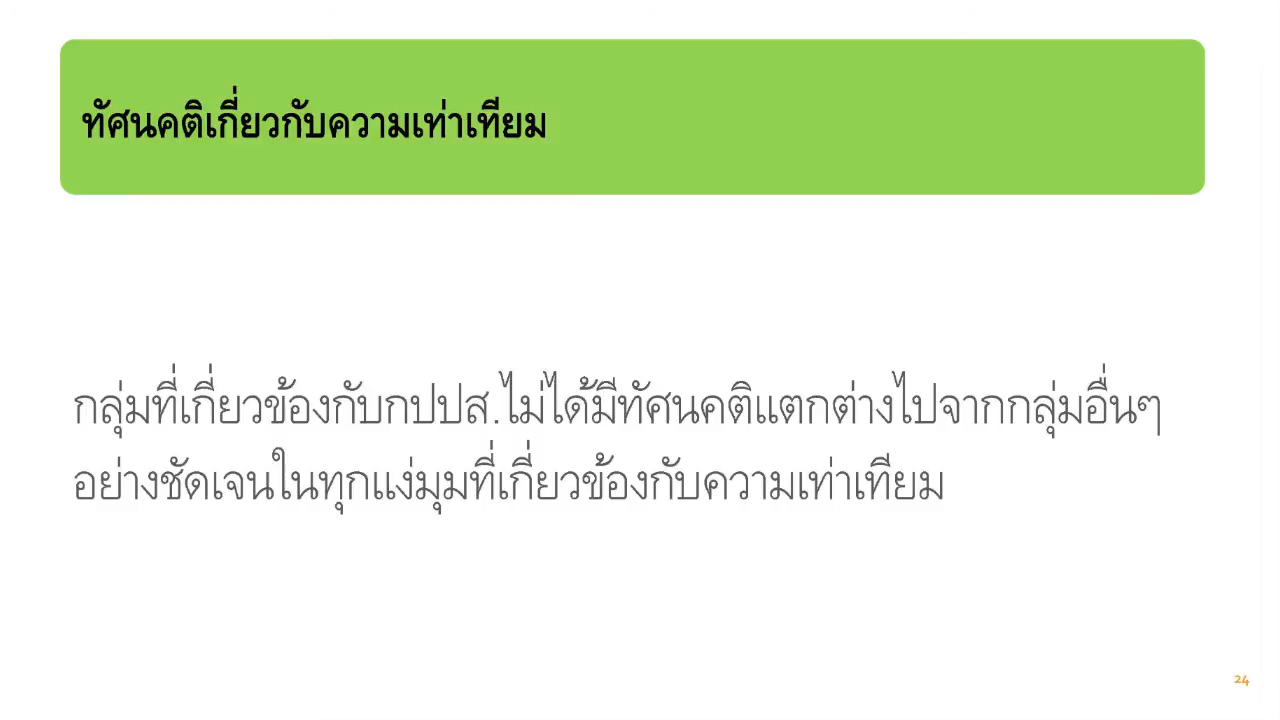 ทัศนคติเกี่ยวกับความเท่าเทียม
กลุ่มที่เกี่ยวข้องกับกปปส.ไม่ได้มีทัศนคติแตกต่างไปจากกลุ่มอื่นๆ
อย่างชัดเจนในทุกแง่มุมที่เกี่ยวข้องกับความเท่าเทียม
24